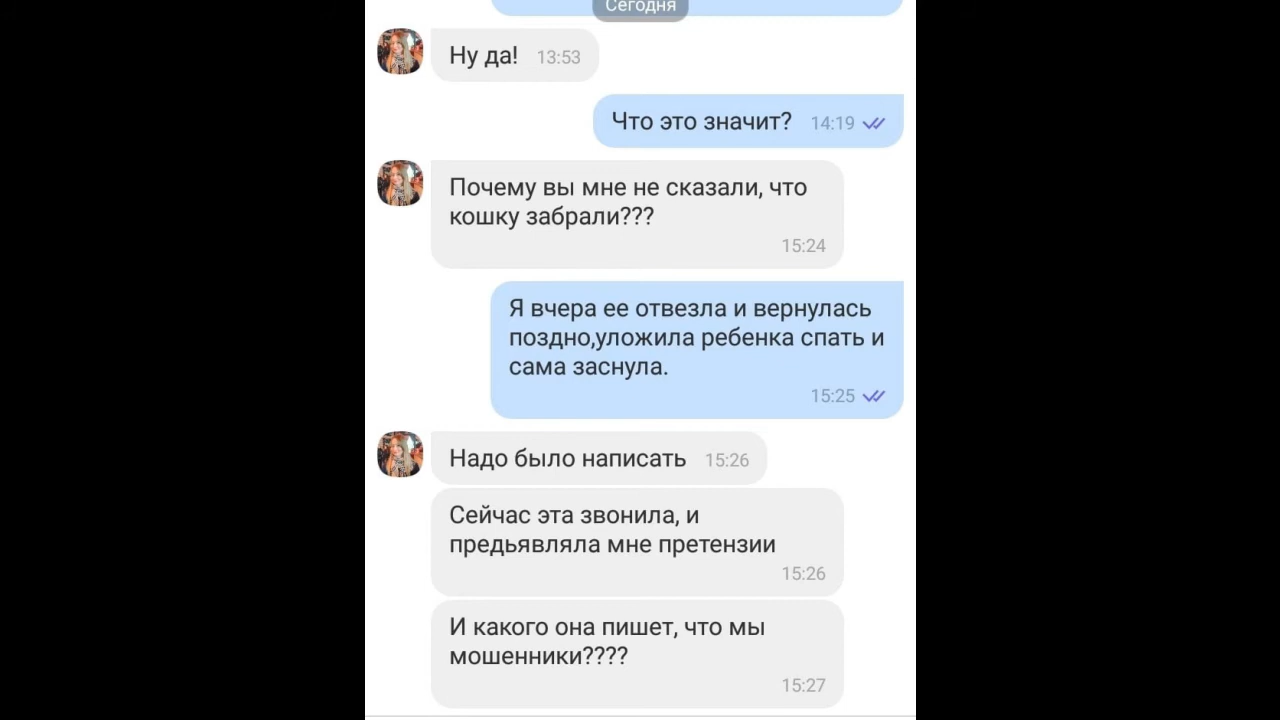 Сегодня
Ну да! 13:53
Что это значит? 14:19
Почему вы мне не сказали, что
кошку забрали???
15:24
Я вчера ее отвезла и вернулась
поздно,уложила ребенка спать и
сама заснула.
15:25
Надо было написать 15:26
Сейчас эта звонила, и
предьявляла мне претензии
15:26
И какого она пишет, что мы
мошенники????
15:27